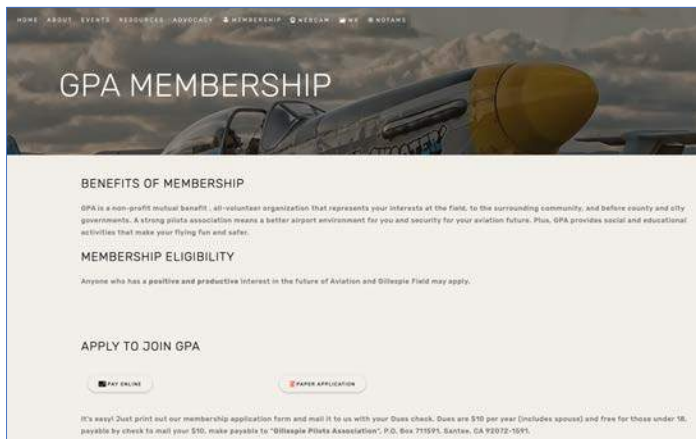 HOME ABOUT EVENTS RESOURCES ADVOCACY MEMBERSHIP WEBCAM WX NOTAMS
GPA MEMBERSHIP
BENEFITS OF MEMBERSHIP
GPA is a non-profit mutual benefit , all-volunteer organization that represents your interests at the field, to the surrounding community, and before county and city
governments. A strong pilots association means a better airport environment for you and security for your aviation future. Plus, GPA provides social and educational
activities that make your flying fun and safer.
MEMBERSHIP ELIGIBILITY
Anyone who has a positive and productive interest in the future of Aviation and Gillespie Field may apply.
APPLY TO JOIN GPA
PAY ONLINE PAPER APPLICATION
It's easy! Just print out our membership application form and mail it to us with your Dues check. Dues are $10 per year (includes spouse) and free for those under 18,
payable by check to mail your $10, make payable to "Gillespie Pilots Association", P.O. Box 711591, Santee, CA 92072-1591.